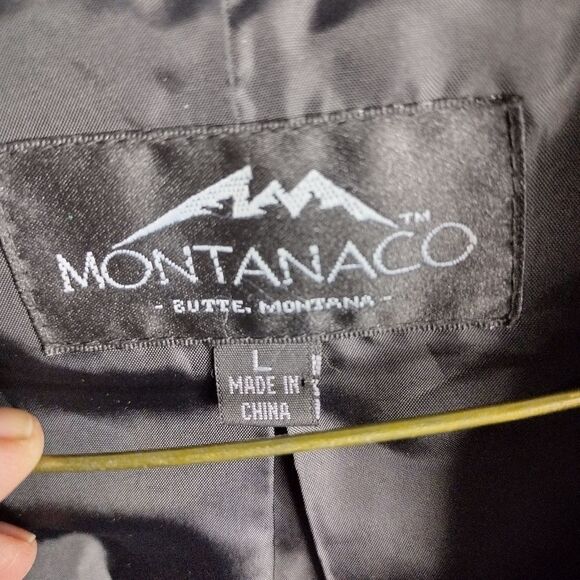 MONTANACO™
- BUTTE, MONTANA -
L
MADE IN
CHINA